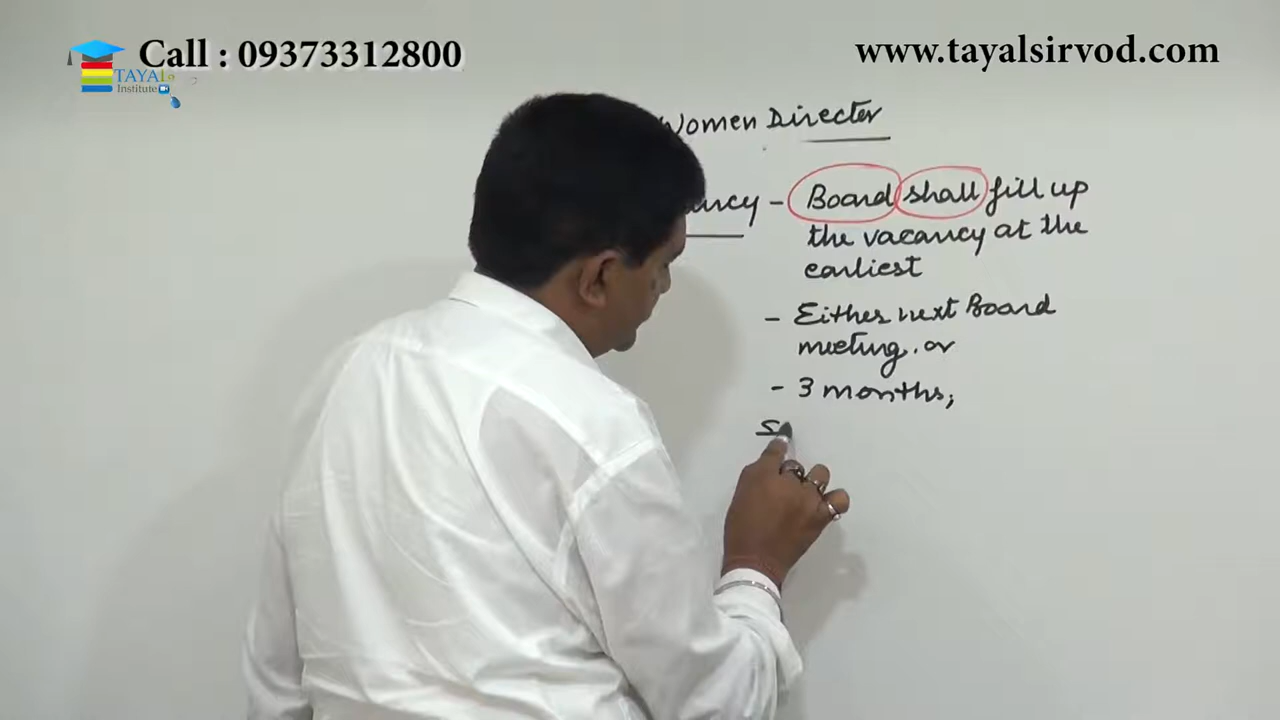 Call : 09373312800
www.tayalsirvod.com
TAYAL
Institute
Women Director
- Board shall fill up
the vacancy at the
earliest
- Either next Board
meeting, or
- 3 months;